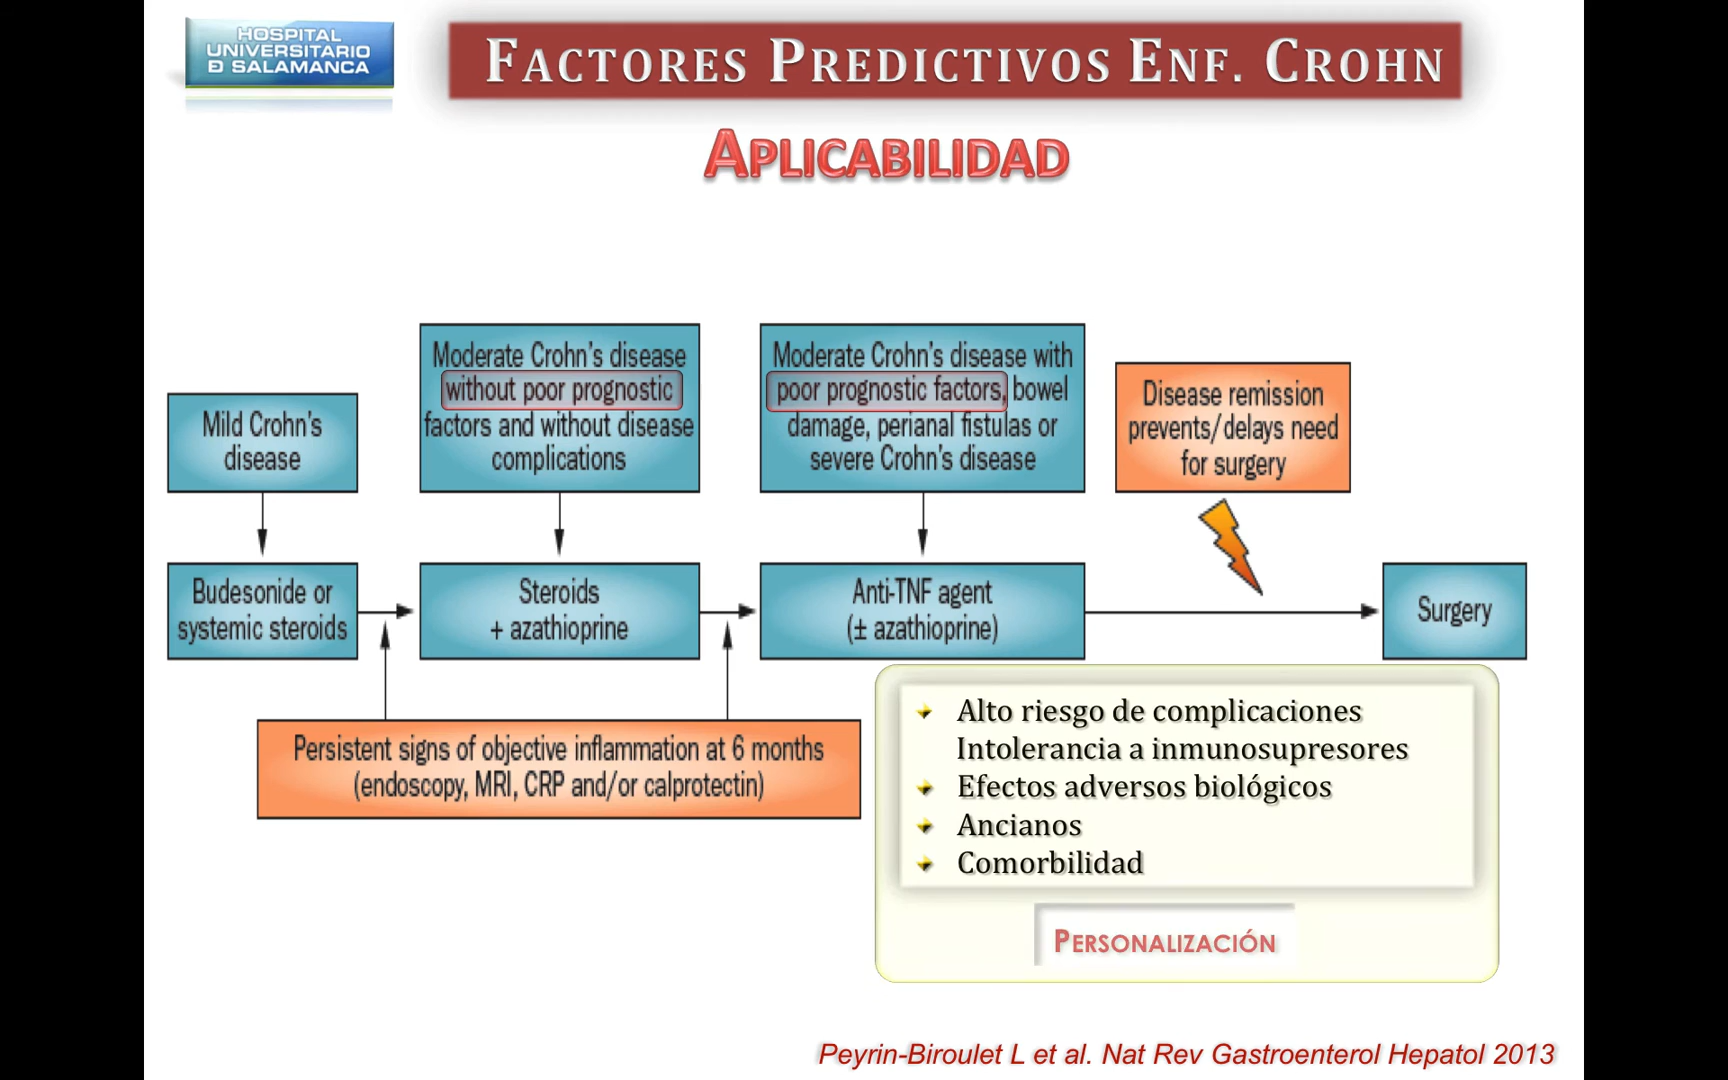 HOSPITAL
UNIVERSITARIO
Đ SALAMANCA
FACTORES PREDICTIVOS ENF. CROHN
APLICABILIDAD
Mild Crohn's
disease
Moderate Crohn's disease
without poor prognostic
factors and without disease
complications
Moderate Crohn's disease with
poor prognostic factors, bowel
damage, perianal fistulas or
severe Crohn's disease
Disease remission
prevents/delays need
for surgery
Budesonide or
systemic steroids
Steroids
+ azathioprine
Anti-TNF agent
(± azathioprine)
Surgery
Persistent signs of objective inflammation at 6 months
(endoscopy, MRI, CRP and/or calprotectin)
Alto riesgo de complicaciones
Intolerancia a inmunosupresores
Efectos adversos biológicos
Ancianos
Comorbilidad
PERSONALIZACIÓN
Peyrin-Biroulet L et al. Nat Rev Gastroenterol Hepatol 2013